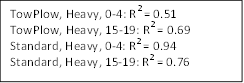 TowPlow, Heavy, 0-4: R²= 0.51
TowPlow, Heavy, 15-19: R²= 0.69
Standard, Heavy, 0-4: R²= 0.94
Standard, Heavy, 15-19: R²= 0.76